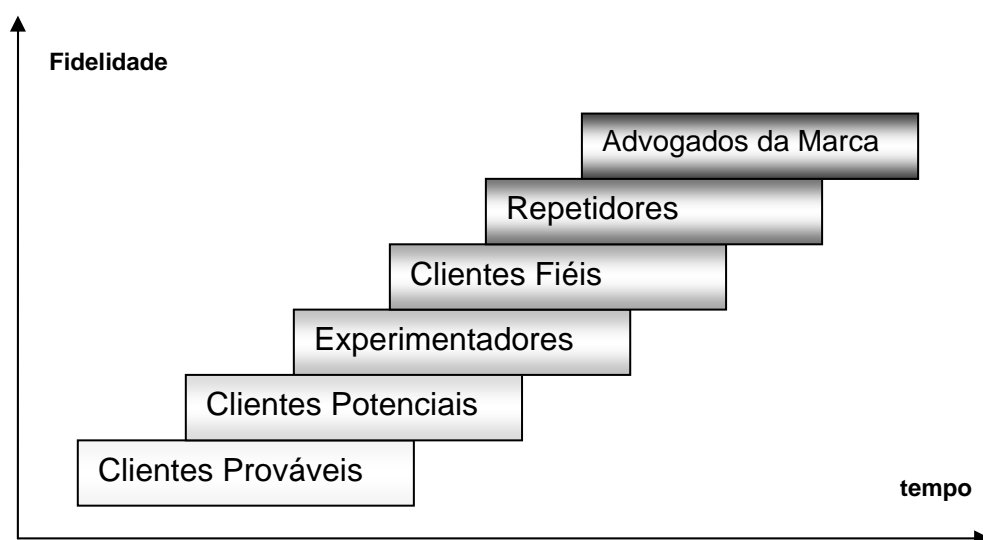 Fidelidade
Advogados da Marca
Repetidores
Clientes Fiéis
Experimentadores
Clientes Potenciais
Clientes Prováveis
tempo